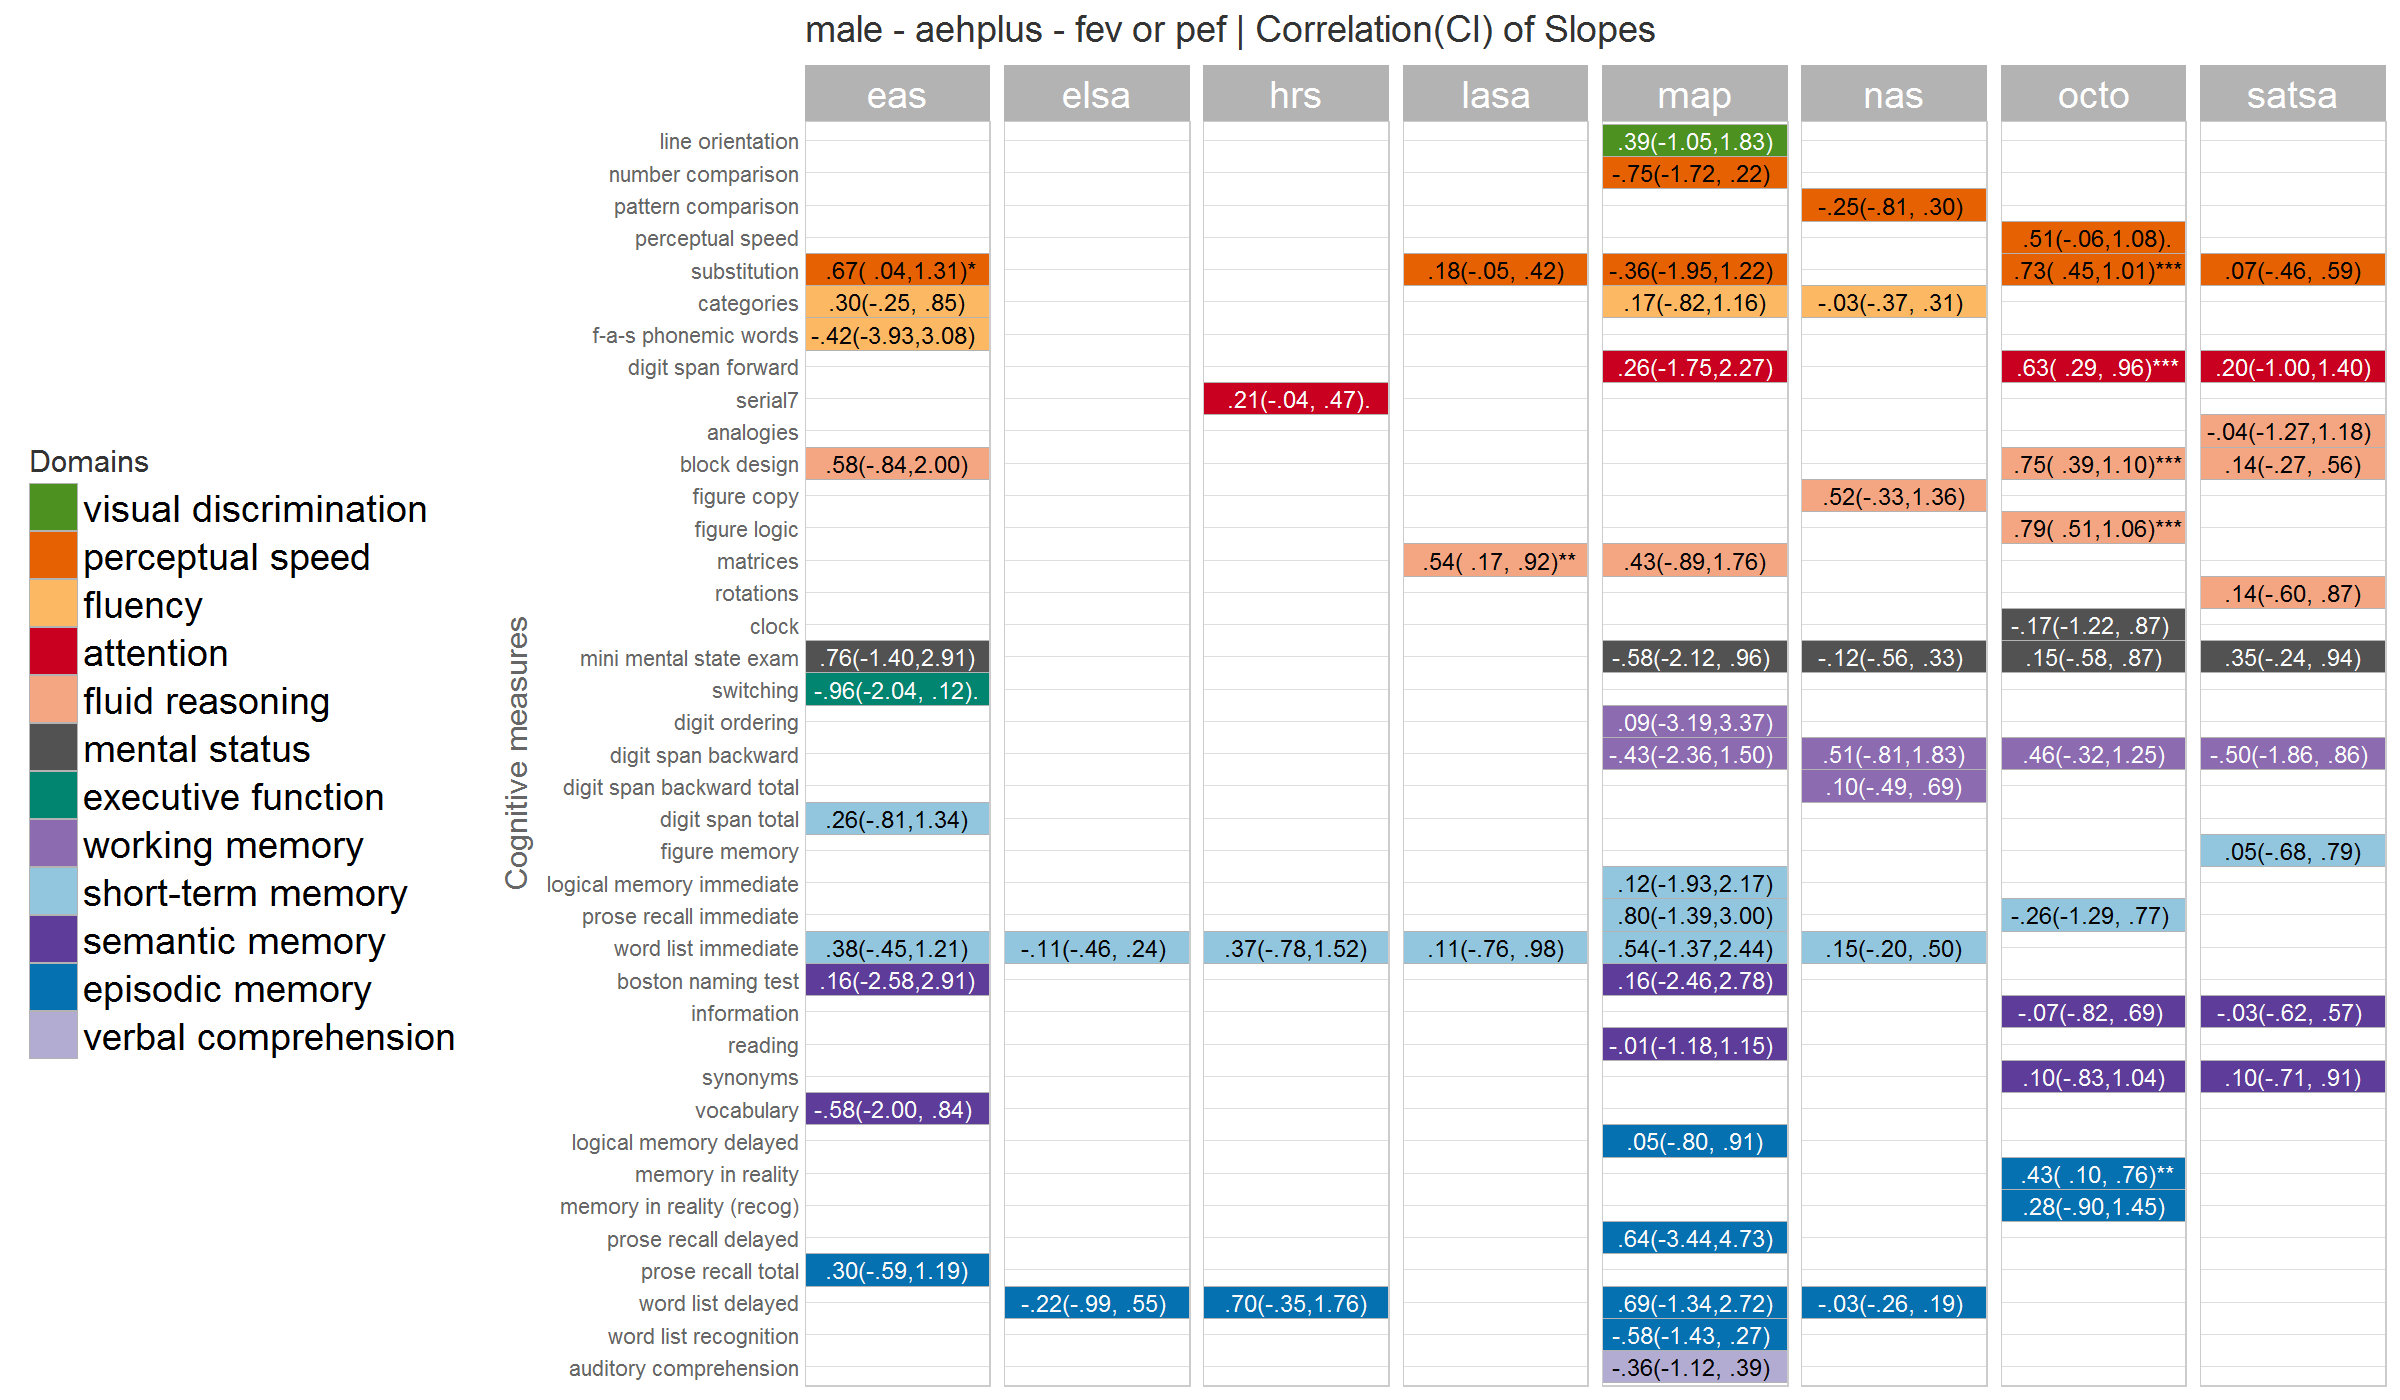 male - aehplus - fev or pef | Correlation(CI) of Slopes
eas elsa hrs lasa map nas octo satsa
line orientation .39(-1.05,1.83)
number comparison -.75(-1.72, .22)
pattern comparison -.25(-.81, .30)
perceptual speed .51(-.06,1.08).
substitution .67( .04,1.31)* .18(-.05, .42) -.36(-1.95,1.22) .73( .45,1.01)*** .07(-.46, .59)
categories .30(-.25, .85) .17(-.82,1.16) -.03(-.37, .31)
f-a-s phonemic words -.42(-3.93,3.08)
digit span forward .26(-1.75,2.27) .63( .29, .96)*** .20(-1.00,1.40)
serial7 .21(-.04, .47).
analogies -.04(-1.27,1.18)
block design .58(-.84,2.00) .75( .39,1.10)*** .14(-.27, .56)
figure copy .52(-.33,1.36)
figure logic .79( .51,1.06)***
matrices .54( .17, .92)** .43(-.89,1.76)
rotations .14(-.60, .87)
clock -.17(-1.22, .87)
mini mental state exam .76(-1.40,2.91) -.58(-2.12, .96) -.12(-.56, .33) .15(-.58, .87) .35(-.24, .94)
switching -.96(-2.04, .12).
digit ordering .09(-3.19,3.37)
digit span backward -.43(-2.36,1.50) .51(-.81,1.83) .46(-.32,1.25) -.50(-1.86, .86)
digit span backward total .10(-.49, .69)
digit span total .26(-.81,1.34)
figure memory .05(-.68, .79)
logical memory immediate .12(-1.93,2.17)
prose recall immediate .80(-1.39,3.00) -.26(-1.29, .77)
word list immediate .38(-.45,1.21) -.11(-.46, .24) .37(-.78,1.52) .11(-.76, .98) .54(-1.37,2.44) .15(-.20, .50)
boston naming test .16(-2.58,2.91) .16(-2.46,2.78)
information -.07(-.82, .69) -.03(-.62, .57)
reading -.01(-1.18,1.15)
synonyms .10(-.83,1.04) .10(-.71, .91)
vocabulary -.58(-2.00, .84)
logical memory delayed .05(-.80, .91)
memory in reality .43( .10, .76)**
memory in reality (recog) .28(-.90,1.45)
prose recall delayed .64(-3.44,4.73)
prose recall total .30(-.59,1.19)
word list delayed -.22(-.99, .55) .70(-.35,1.76) .69(-1.34,2.72) -.03(-.26, .19)
word list recognition -.58(-1.43, .27)
auditory comprehension -.36(-1.12, .39)
Cognitive measures
Domains
visual discrimination
perceptual speed
fluency
attention
fluid reasoning
mental status
executive function
working memory
short-term memory
semantic memory
episodic memory
verbal comprehension